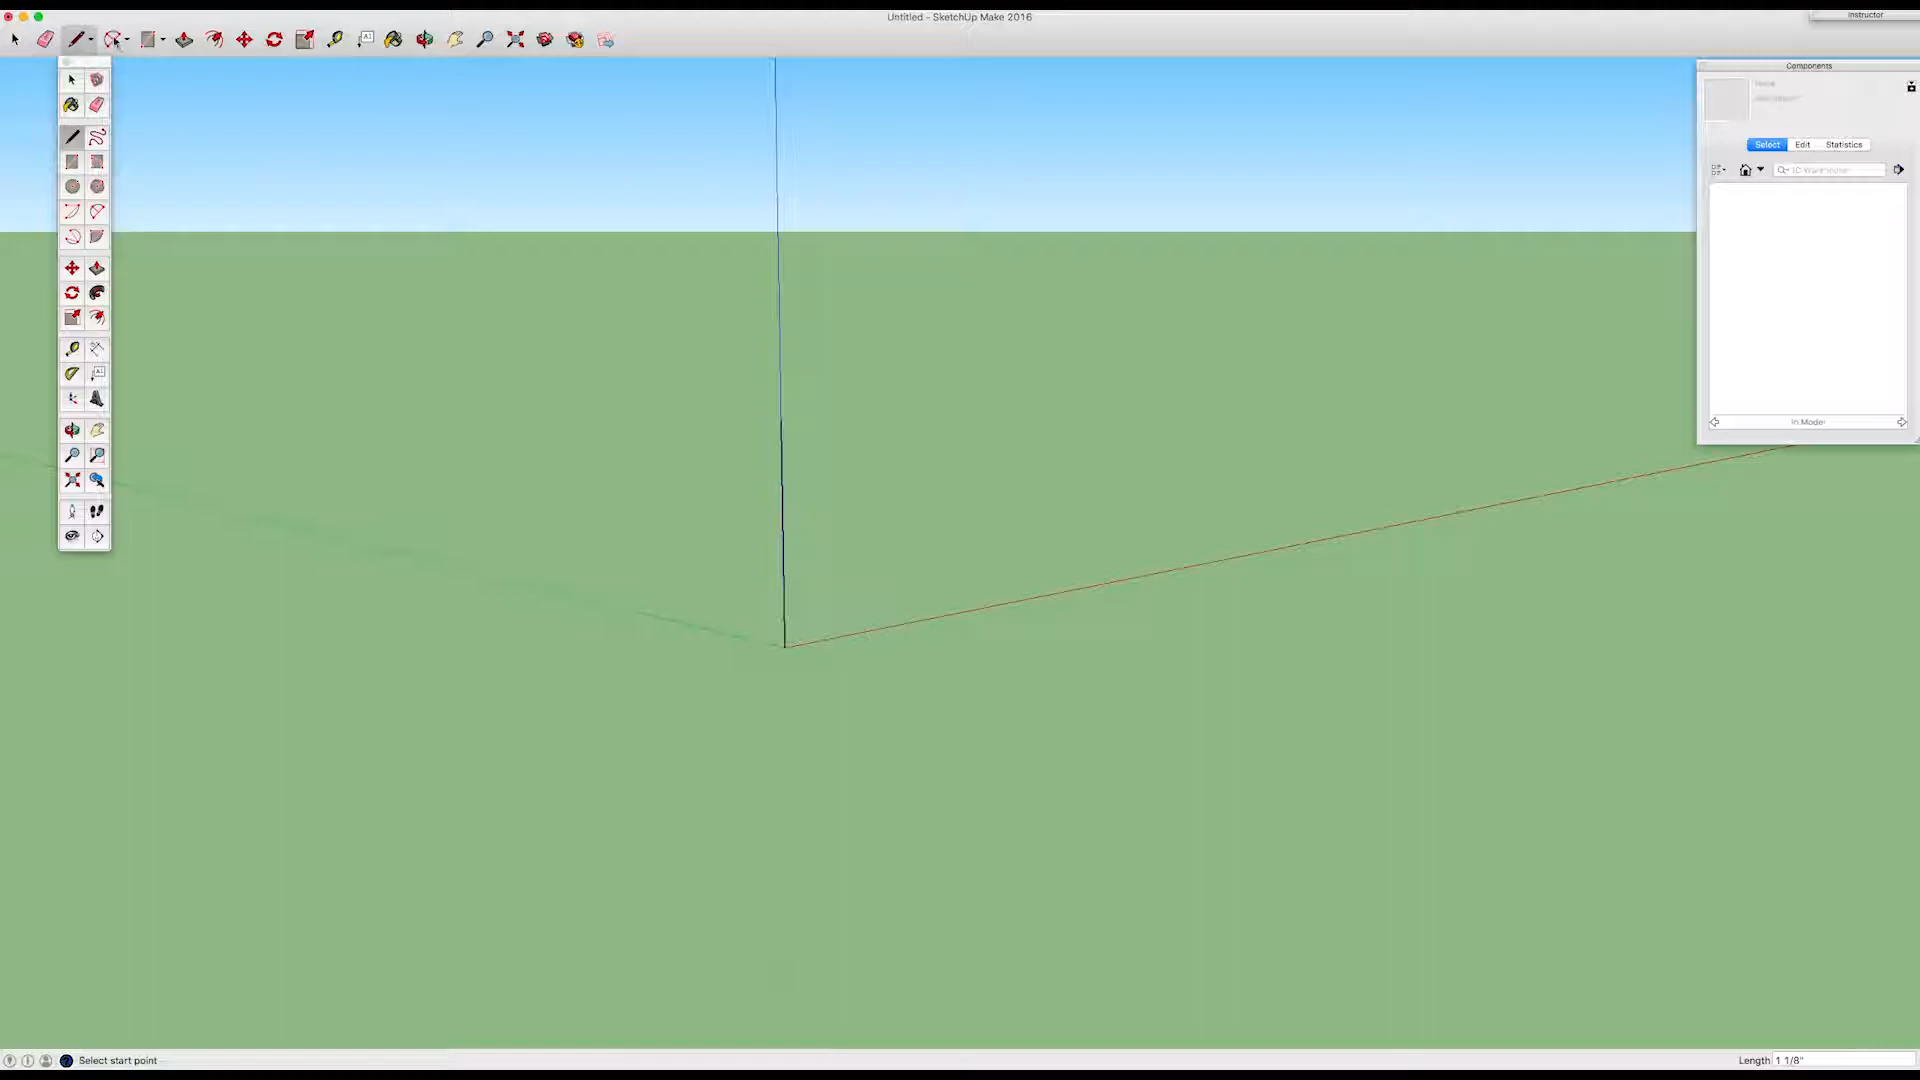 Untitled - SketchUp Make 2016
Instructor
Components
Select Edit Statistics
In Model
Select start point
Length 1 1/8"